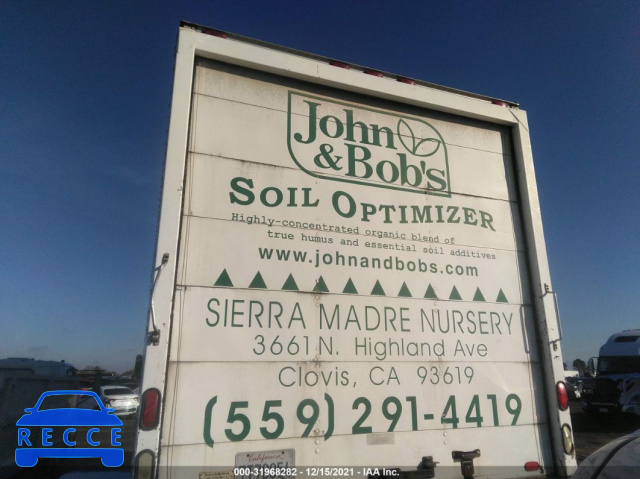 John
& Bob's
SOIL OPTIMIZER
Highly-concentrated organic blend of
true humus and essential soil additives
www.johnandbobs.com
SIERRA MADRE NURSERY
3661 N. Highland Ave
Clovis, CA 93619
(559) 291-4419
California
RECCE
000-31968282 - 12/15/2021 - IAA Inc.